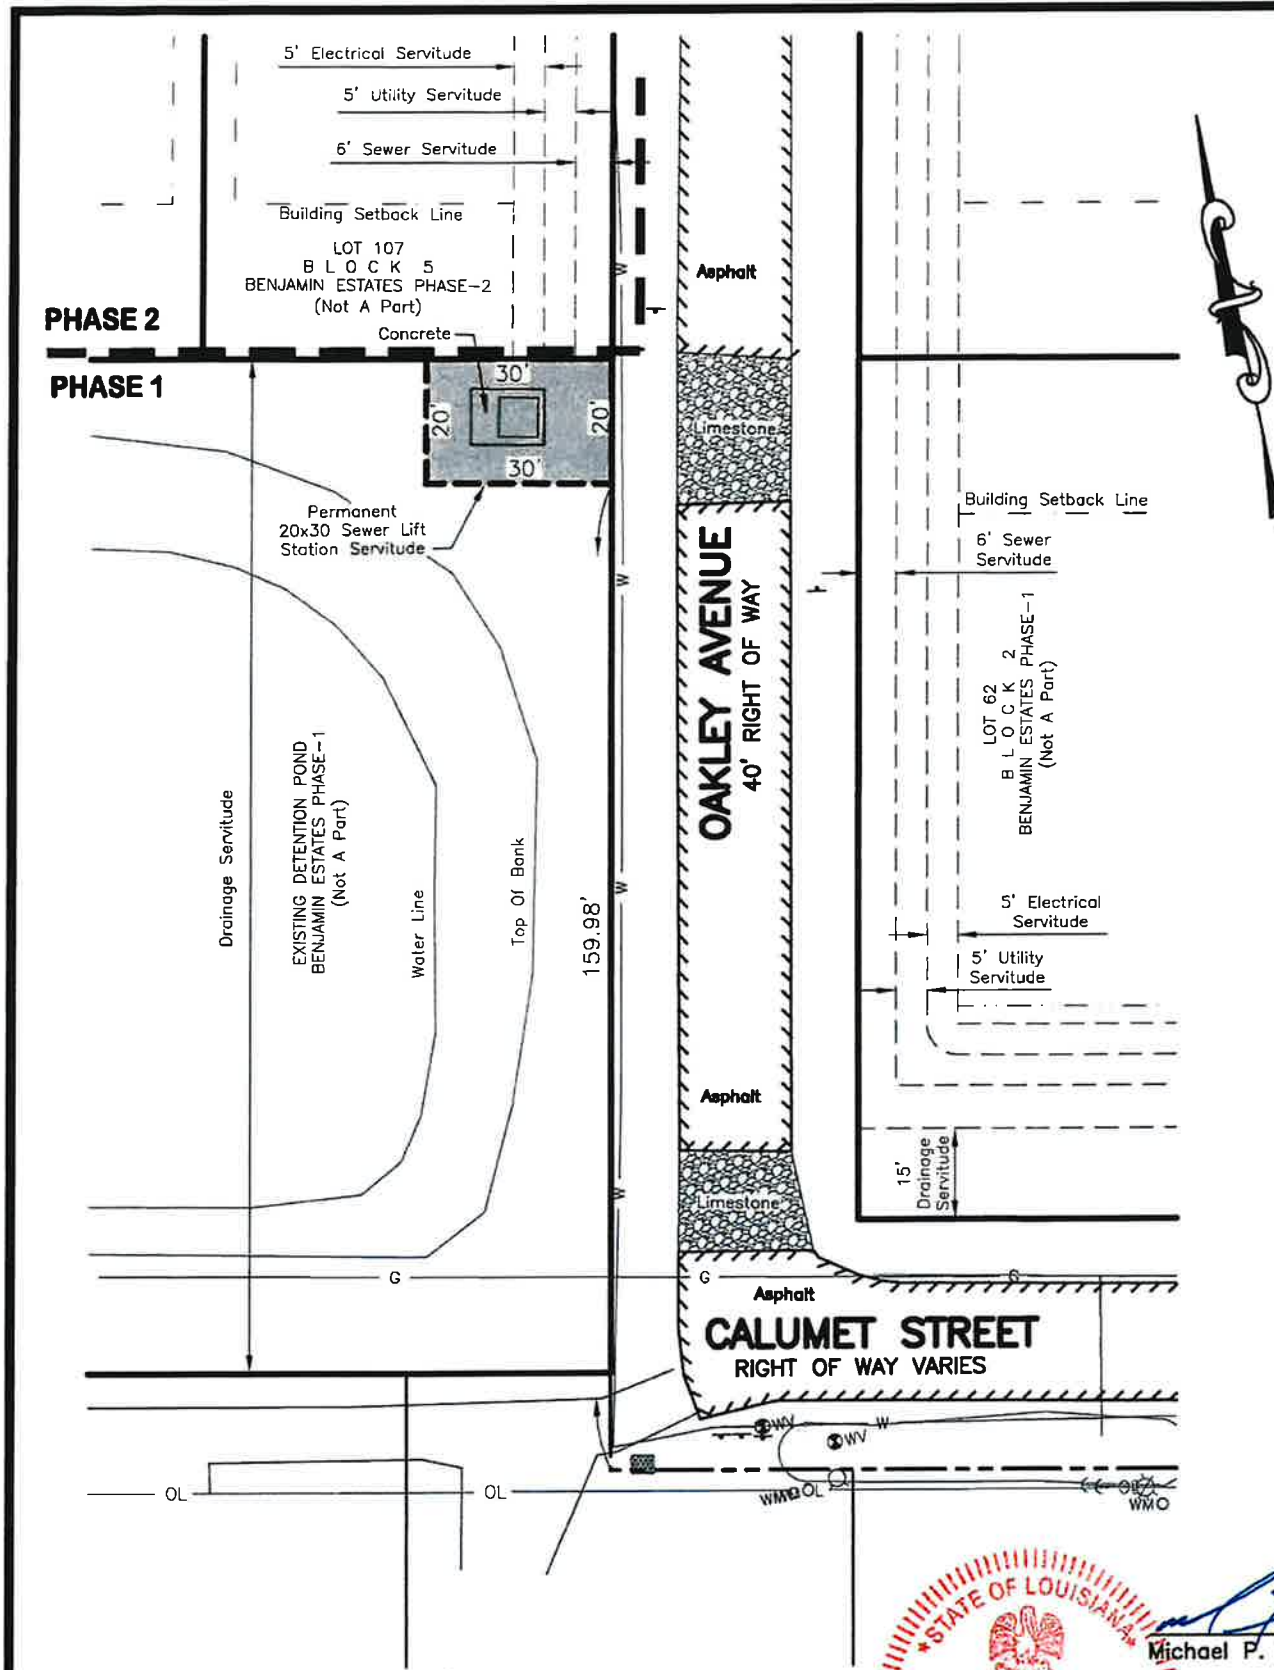 5' Electrical Servitude
5' Utility Servitude
6' Sewer Servitude
Building Setback Line
LOT 107
BLOCK 5
BENJAMIN ESTATES PHASE-2
(Not A Part)
PHASE 2
Concrete
PHASE 1
30'
20'
20'
30'
Permanent
20x30 Sewer Lift
Station Servitude
W
Asphalt
Limestone
OAKLEY AVENUE
40' RIGHT OF WAY
W
Building Setback Line
6' Sewer
Servitude
LOT 62
BLOCK 2
BENJAMIN ESTATES PHASE-1
(Not A Part)
Drainage Servitude
EXISTING DETENTION POND
BENJAMIN ESTATES PHASE-1
(Not A Part)
Water Line
Top Of Bank
159.98'
W
5' Electrical
Servitude
5' Utility
Servitude
Asphalt
15'
Drainage
Servitude
W
Limestone
G
G
G
Asphalt
CALUMET STREET
RIGHT OF WAY VARIES
WV
W
WV
OL
OL
WMO
OL
OL
WMO
STATE OF LOUISIANA
Michael P.